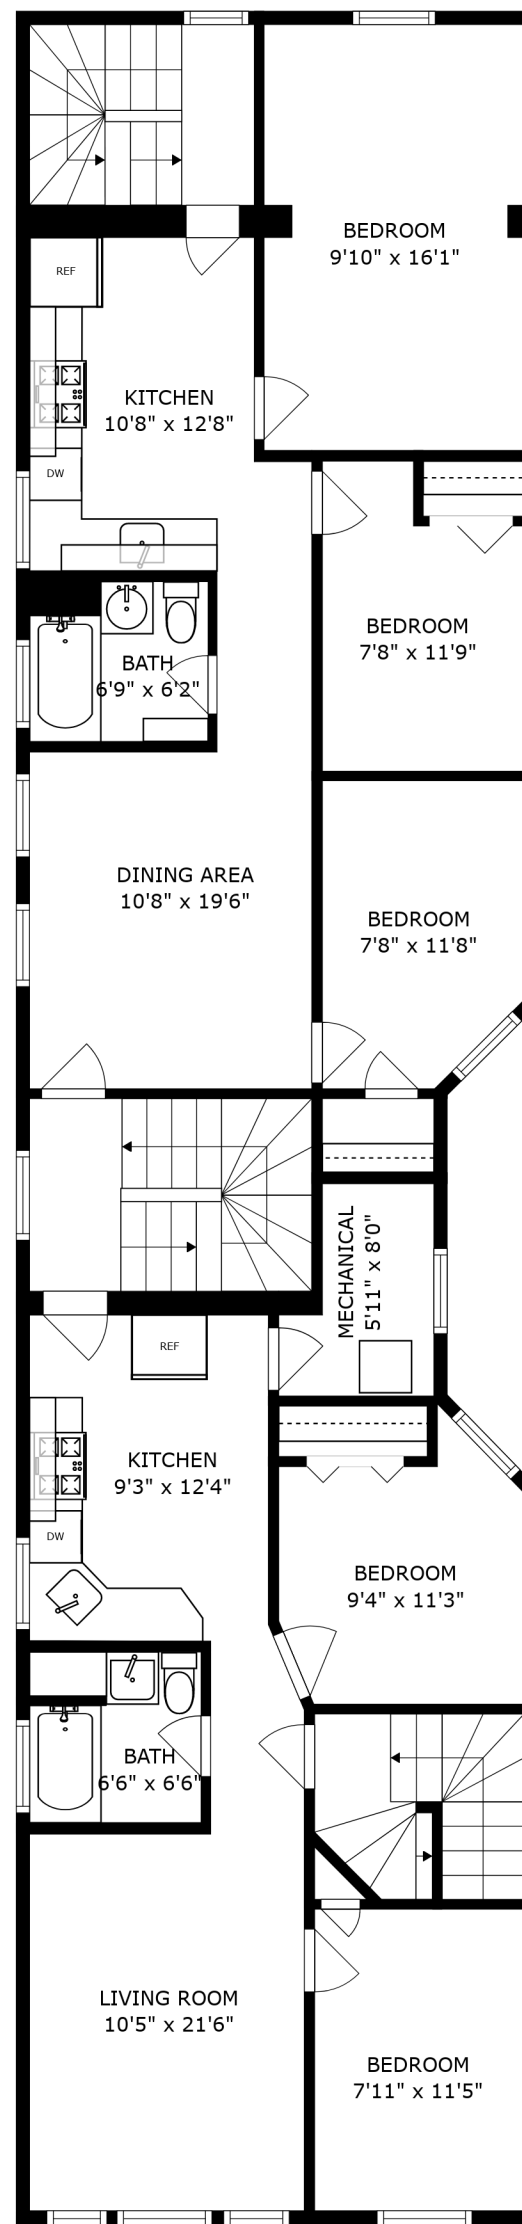 BEDROOM
9'10" x 16'1"
REF
KITCHEN
10'8" x 12'8"
DW
BEDROOM
7'8" x 11'9"
BATH
6'9" x 6'2"
DINING AREA
10'8" x 19'6"
BEDROOM
7'8" x 11'8"
MECHANICAL
5'11" x 8'0"
REF
KITCHEN
9'3" x 12'4"
DW
BEDROOM
9'4" x 11'3"
BATH
6'6" x 6'6"
LIVING ROOM
10'5" x 21'6"
BEDROOM
7'11" x 11'5"